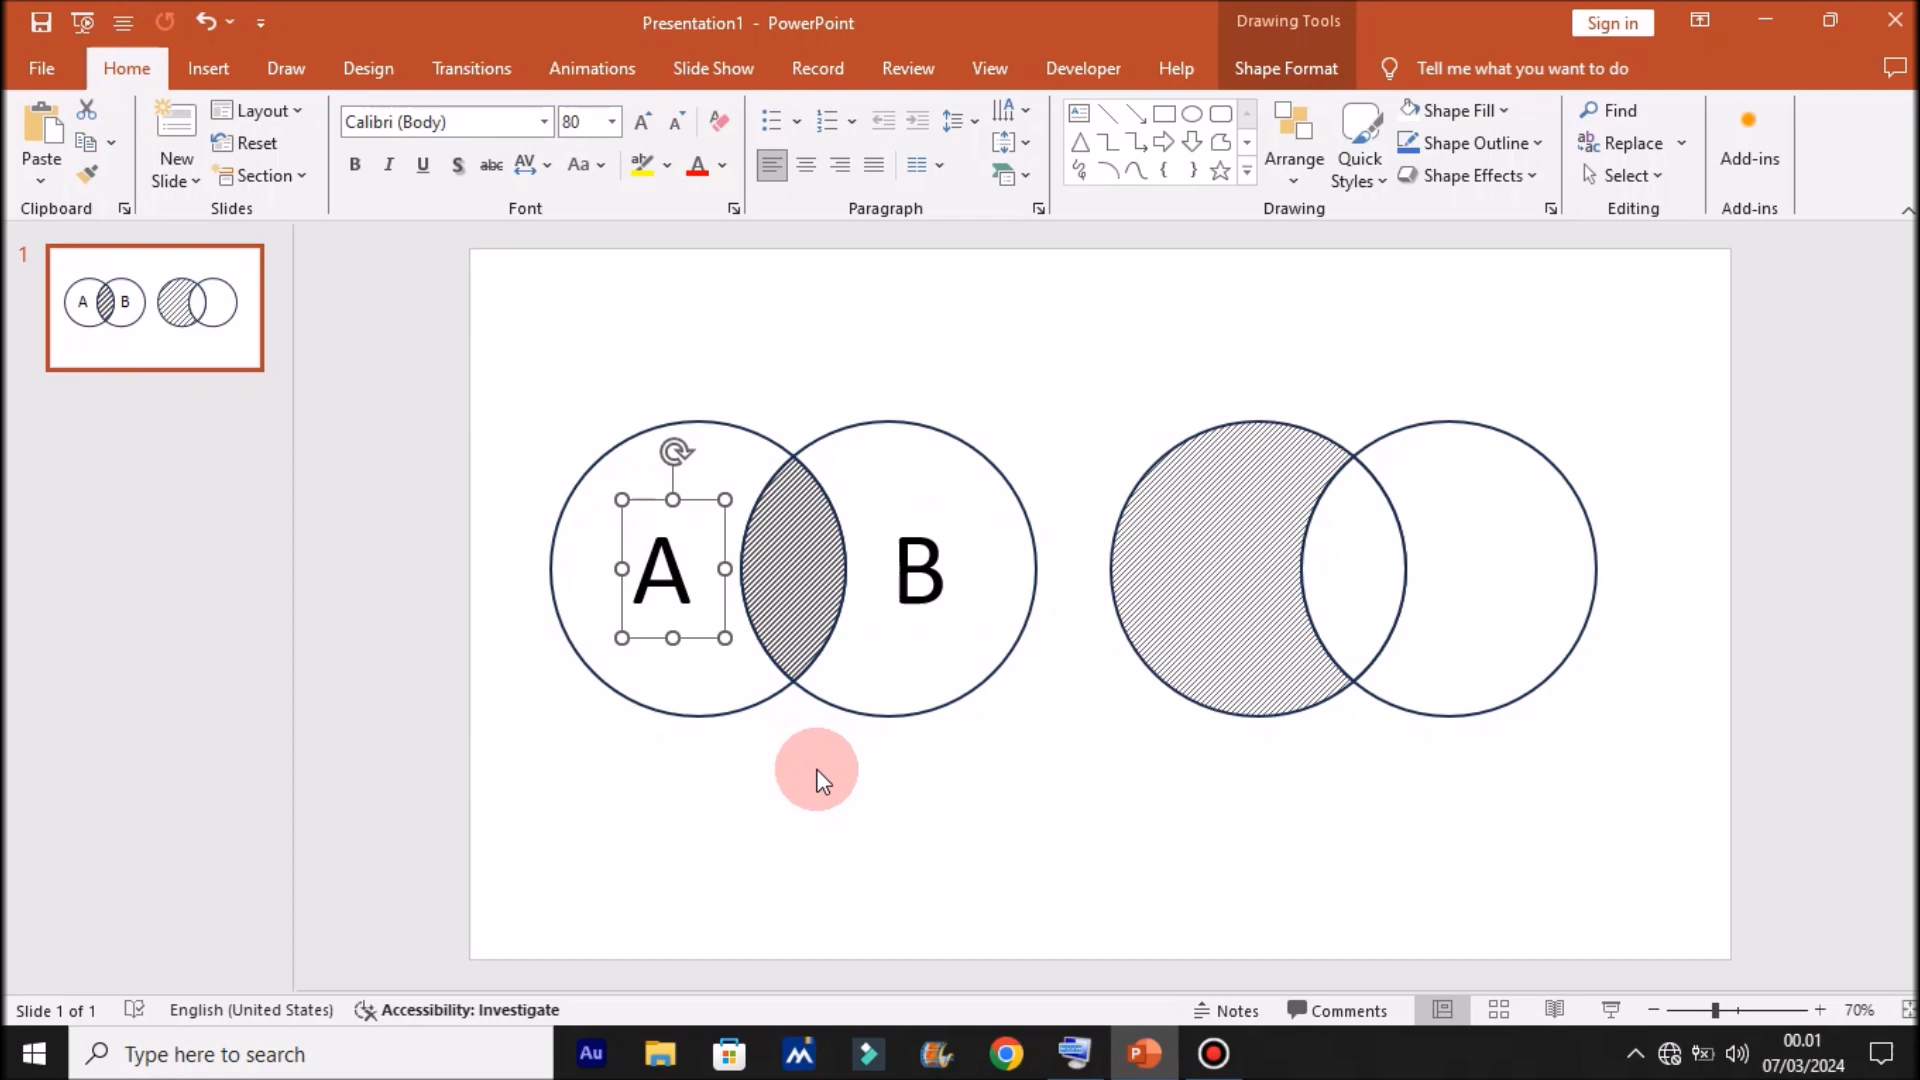 Presentation1 - PowerPoint
Drawing Tools
Sign in
File Home Insert Draw Design Transitions Animations Slide Show Record Review View Developer Help Shape Format Tell me what you want to do
Paste
New Slide
Layout
Reset
Section
Calibri (Body) 80
B I U S abc AV Aa A
Arrange
Quick Styles
Shape Fill
Shape Outline
Shape Effects
Find
Replace
Select
Add-ins
Clipboard Slides Font Paragraph Drawing Editing Add-ins
1
A B
A B
Slide 1 of 1 English (United States) Accessibility: Investigate Notes Comments 70%
Type here to search
Au
00.01
07/03/2024